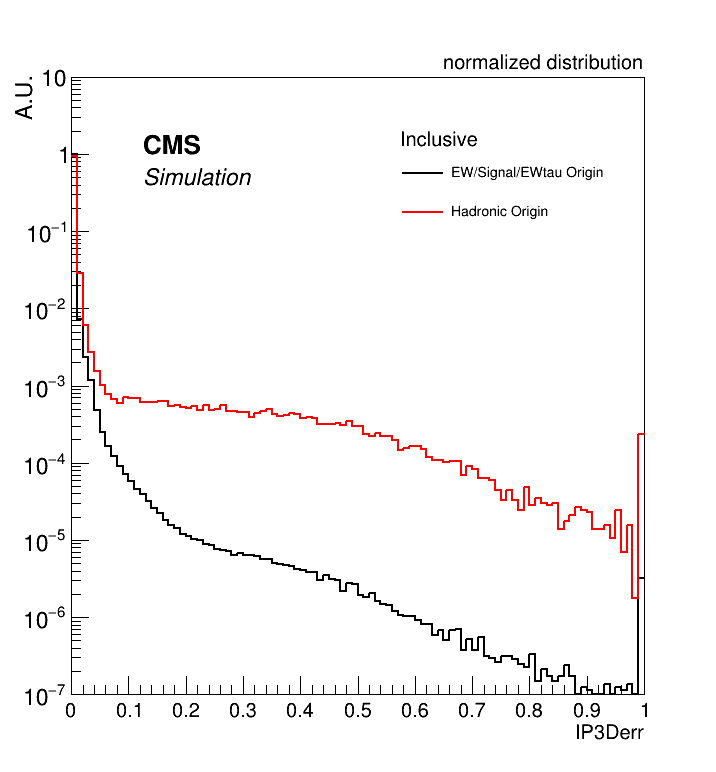 normalized distribution
A.U.
CMS
Simulation
Inclusive
EW/Signal/EWtau Origin
Hadronic Origin
10
1
10⁻¹
10⁻²
10⁻³
10⁻⁴
10⁻⁵
10⁻⁶
10⁻⁷
0 0.1 0.2 0.3 0.4 0.5 0.6 0.7 0.8 0.9 1
IP3Derr